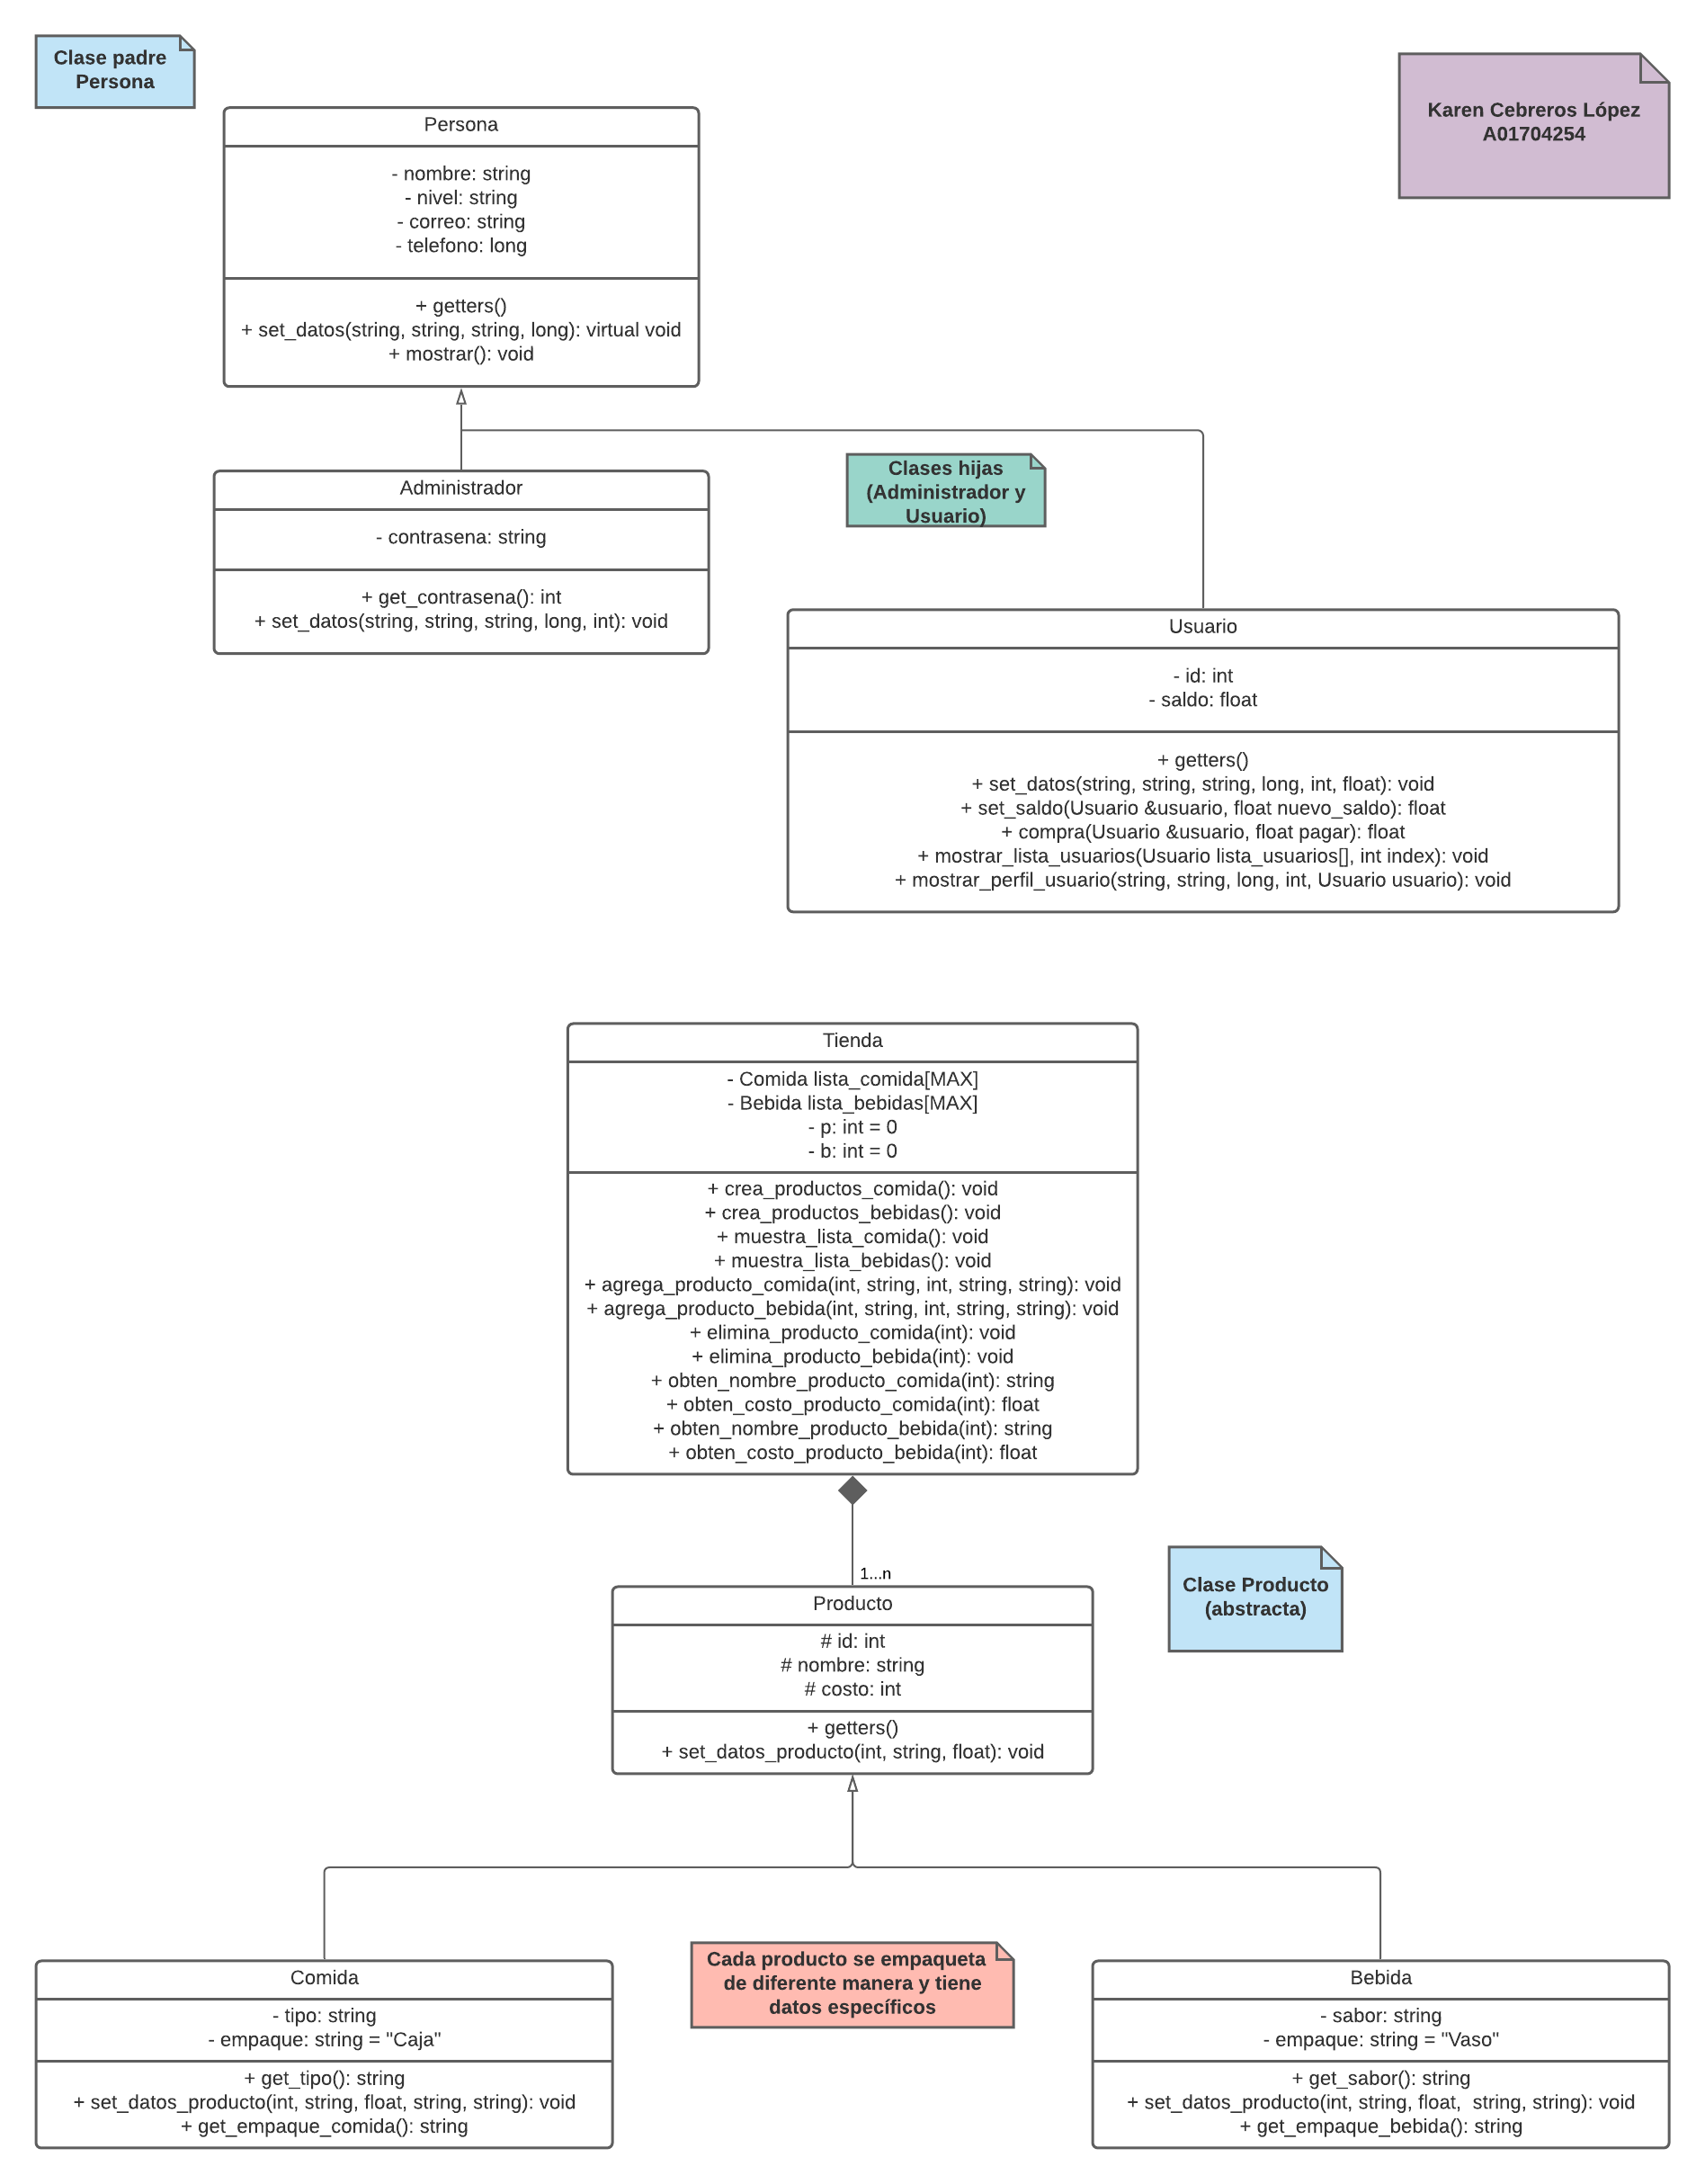 Clase padre
Persona
Karen Cebreros López
A01704254
Persona
- nombre: string
- nivel: string
- correo: string
- telefono: long
+ getters()
+ set_datos(string, string, string, long): virtual void
+ mostrar(): void
Clases hijas
(Administrador y
Usuario)
Administrador
- contrasena: string
+ get_contrasena(): int
+ set_datos(string, string, string, long, int): void
Usuario
- id: int
- saldo: float
+ getters()
+ set_datos(string, string, string, long, int, float): void
+ set_saldo(Usuario &usuario, float nuevo_saldo): float
+ compra(Usuario &usuario, float pagar): float
+ mostrar_lista_usuarios(Usuario lista_usuarios[], int index): void
+ mostrar_perfil_usuario(string, string, long, int, Usuario usuario): void
Tienda
- Comida lista_comida[MAX]
- Bebida lista_bebidas[MAX]
- p: int = 0
- b: int = 0
+ crea_productos_comida(): void
+ crea_productos_bebidas(): void
+ muestra_lista_comida(): void
+ muestra_lista_bebidas(): void
+ agrega_producto_comida(int, string, int, string, string): void
+ agrega_producto_bebida(int, string, int, string, string): void
+ elimina_producto_comida(int): void
+ elimina_producto_bebida(int): void
+ obten_nombre_producto_comida(int): string
+ obten_costo_producto_comida(int): float
+ obten_nombre_producto_bebida(int): string
+ obten_costo_producto_bebida(int): float
1...n
Clase Producto
(abstracta)
Producto
# id: int
# nombre: string
# costo: int
+ getters()
+ set_datos_producto(int, string, float): void
Cada producto se empaqueta
de diferente manera y tiene
datos específicos
Comida
- tipo: string
- empaque: string = "Caja"
+ get_tipo(): string
+ set_datos_producto(int, string, float, string, string): void
+ get_empaque_comida(): string
Bebida
- sabor: string
- empaque: string = "Vaso"
+ get_sabor(): string
+ set_datos_producto(int, string, float,  string, string): void
+ get_empaque_bebida(): string